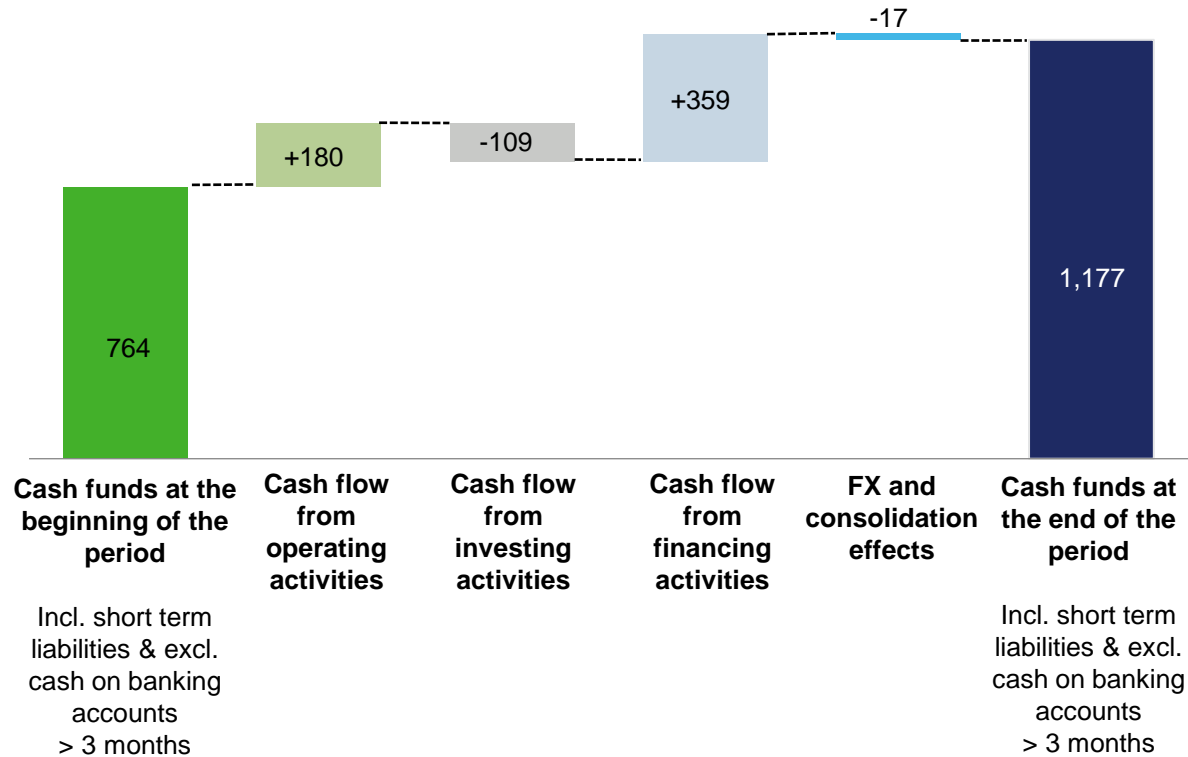 -17
+359
+180
-109
1,177
764
Cash funds at the
beginning of the
period
Incl. short term
liabilities & excl.
cash on banking
accounts
> 3 months
Cash flow
from
operating
activities
Cash flow
from
investing
activities
Cash flow
from
financing
activities
FX and
consolidation
effects
Cash funds at
the end of the
period
Incl. short term
liabilities & excl.
cash on banking
accounts
> 3 months